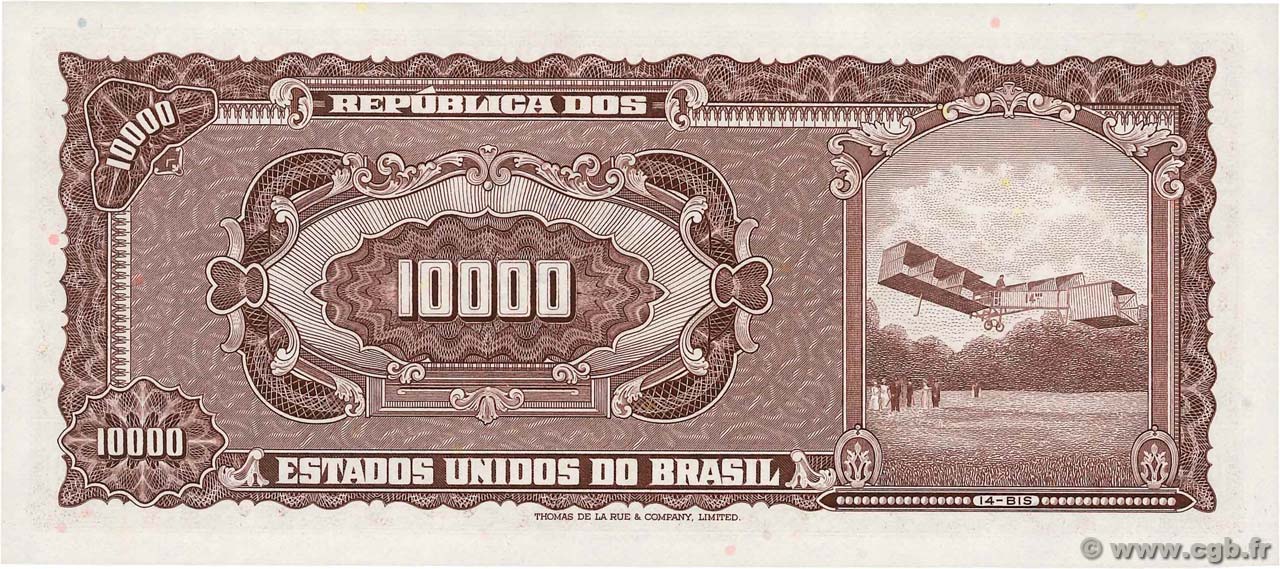 10000
REPÚBLICA DOS
10000
14BIS
10000
ESTADOS UNIDOS DO BRASIL
14-BIS
THOMAS DE LA RUE & COMPANY, LIMITED.
© www.cgb.fr